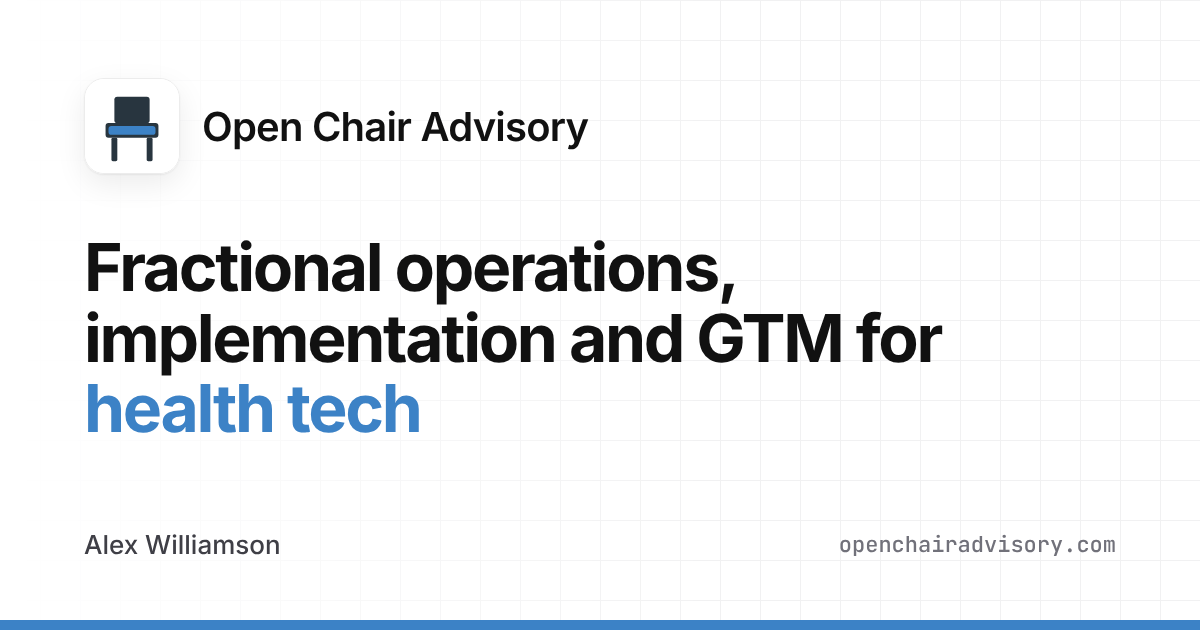 Open Chair Advisory
Fractional operations,
implementation and GTM for
health tech
Alex Williamson
openchairadvisory.com